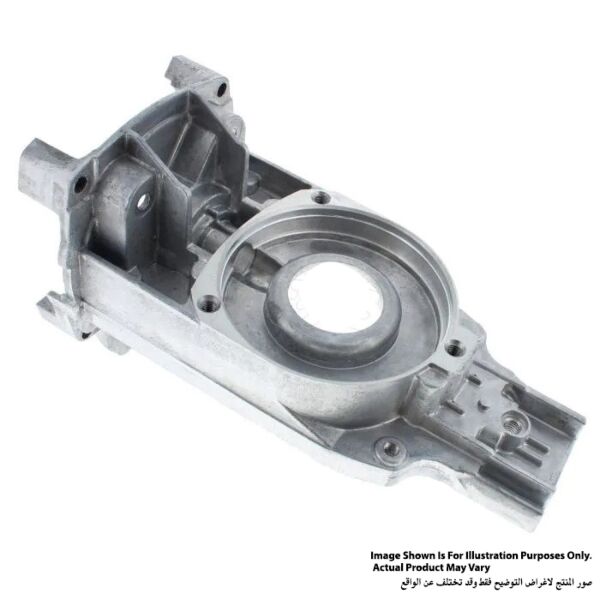 Image Shown Is For Illustration Purposes Only.
Actual Product May Vary
صور المنتج لاغراض التوضيح فقط وقد تختلف عن الواقع